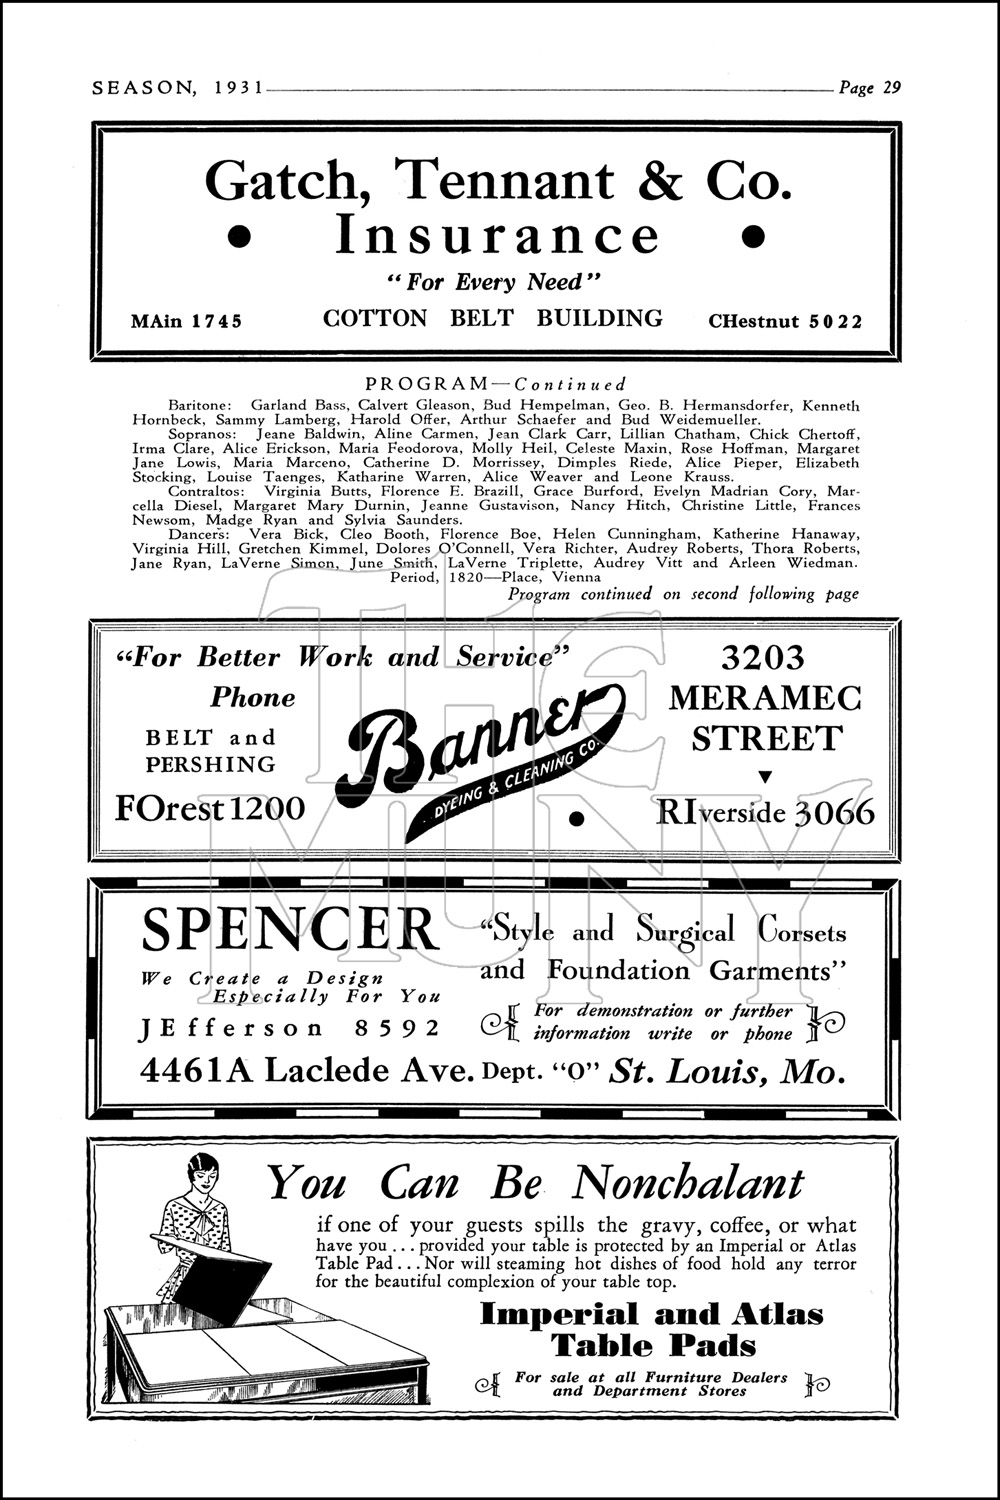 SEASON, 1931 Page 29
Gatch, Tennant & Co.
• Insurance •
"For Every Need"
MAin 1745 COTTON BELT BUILDING CHestnut 5022
PROGRAM—Continued
Baritone: Garland Bass, Calvert Gleason, Bud Hempelman, Geo. B. Hermansdorfer, Kenneth
Hornbeck, Sammy Lamberg, Harold Offer, Arthur Schaefer and Bud Weidemueller.
Sopranos: Jeane Baldwin, Aline Carmen, Jean Clark Carr, Lillian Chatham, Chick Chertoff,
Irma Clare, Alice Erickson, Maria Feodorova, Molly Heil, Celeste Maxin, Rose Hoffman, Margaret
Jane Lowis, Maria Marceno, Catherine D. Morrissey, Dimples Riede, Alice Pieper, Elizabeth
Stocking, Louise Taenges, Katharine Warren, Alice Weaver and Leone Krauss.
Contraltos: Virginia Butts, Florence E. Brazill, Grace Burford, Evelyn Madrian Cory, Mar-
cella Diesel, Margaret Mary Durnin, Jeanne Gustavison, Nancy Hitch, Christine Little, Frances
Newsom, Madge Ryan and Sylvia Saunders.
Dancers: Vera Bick, Cleo Booth, Florence Boe, Helen Cunningham, Katherine Hanaway,
Virginia Hill, Gretchen Kimmel, Dolores O'Connell, Vera Richter, Audrey Roberts, Thora Roberts,
Jane Ryan, LaVerne Simon, June Smith, LaVerne Triplette, Audrey Vitt and Arleen Wiedman.
Period, 1820—Place, Vienna
Program continued on second following page
"For Better Work and Service"
Phone
BELT and
PERSHING
FOrest 1200
Banner
DYEING & CLEANING CO.
3203
MERAMEC
STREET
RIverside 3066
THE
MUNY
SPENCER
We Create a Design
Especially For You
JEfferson 8592
"Style and Surgical Corsets
and Foundation Garments"
For demonstration or further
information write or phone
4461A Laclede Ave. Dept. "O" St. Louis, Mo.
You Can Be Nonchalant
if one of your guests spills the gravy, coffee, or what
have you . . . provided your table is protected by an Imperial or Atlas
Table Pad . . . Nor will steaming hot dishes of food hold any terror
for the beautiful complexion of your table top.
Imperial and Atlas
Table Pads
For sale at all Furniture Dealers
and Department Stores